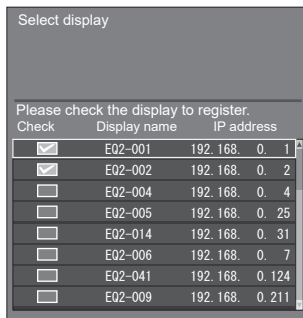 Select display
Please check the display to register.
Check Display name IP address
EQ2-001 192.168. 0. 1
EQ2-002 192.168. 0. 2
EQ2-004 192.168. 0. 4
EQ2-005 192.168. 0. 25
EQ2-014 192.168. 0. 31
EQ2-006 192.168. 0. 7
EQ2-041 192.168. 0.124
EQ2-009 192.168. 0.211